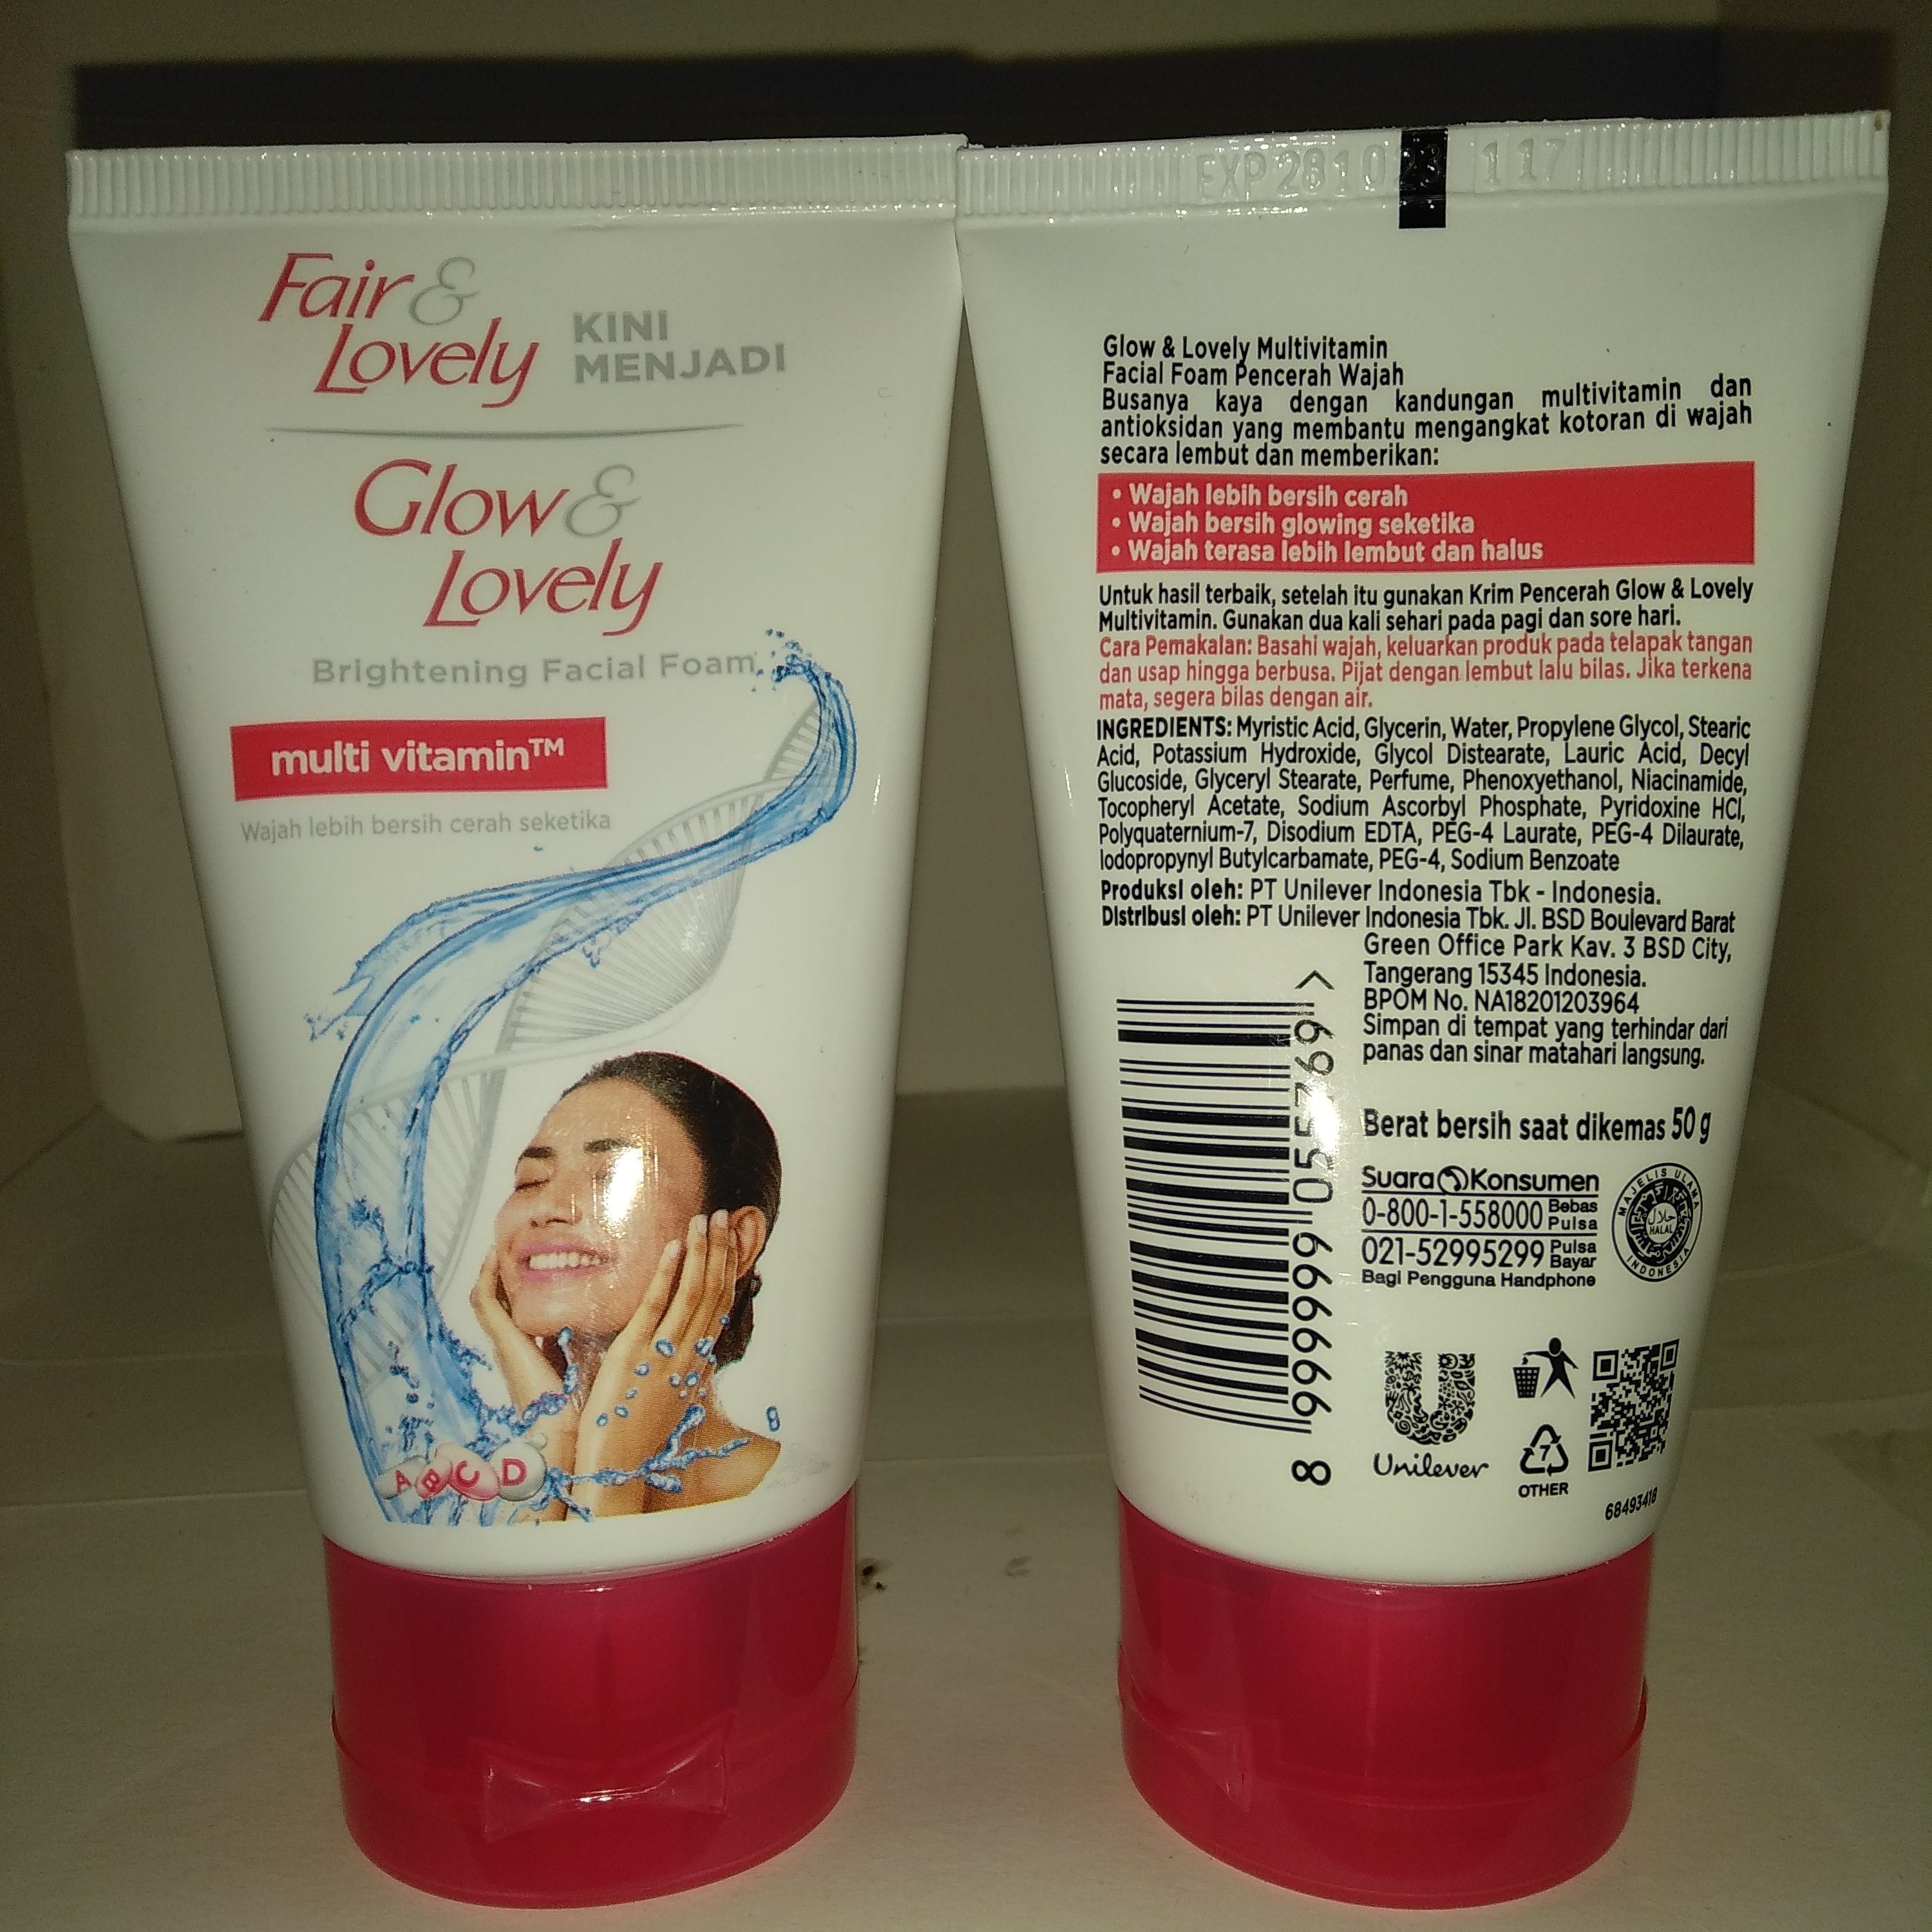 Fair &
Lovely
KINI
MENJADI
Glow &
Lovely
Brightening Facial Foam
multi vitamin™
Wajah lebih bersih cerah seketika
A B C D
EXP 281023 117
Glow & Lovely Multivitamin
Facial Foam Pencerah Wajah
Busanya kaya dengan kandungan multivitamin dan
antioksidan yang membantu mengangkat kotoran di wajah
secara lembut dan memberikan:
• Wajah lebih bersih cerah
• Wajah bersih glowing seketika
• Wajah terasa lebih lembut dan halus
Untuk hasil terbaik, setelah itu gunakan Krim Pencerah Glow & Lovely
Multivitamin. Gunakan dua kali sehari pada pagi dan sore hari.
Cara Pemakaian: Basahi wajah, keluarkan produk pada telapak tangan
dan usap hingga berbusa. Pijat dengan lembut lalu bilas. Jika terkena
mata, segera bilas dengan air.
INGREDIENTS: Myristic Acid, Glycerin, Water, Propylene Glycol, Stearic
Acid, Potassium Hydroxide, Glycol Distearate, Lauric Acid, Decyl
Glucoside, Glyceryl Stearate, Perfume, Phenoxyethanol, Niacinamide,
Tocopheryl Acetate, Sodium Ascorbyl Phosphate, Pyridoxine HCl,
Polyquaternium-7, Disodium EDTA, PEG-4 Laurate, PEG-4 Dilaurate,
Iodopropynyl Butylcarbamate, PEG-4, Sodium Benzoate
Produksi oleh: PT Unilever Indonesia Tbk - Indonesia.
Distribusi oleh: PT Unilever Indonesia Tbk. Jl. BSD Boulevard Barat
Green Office Park Kav. 3 BSD City,
Tangerang 15345 Indonesia.
BPOM No. NA18201203964
Simpan di tempat yang terhindar dari
panas dan sinar matahari langsung.
Berat bersih saat dikemas 50 g
Suara Konsumen
0-800-1-558000 Bebas Pulsa
021-52995299 Pulsa Bayar
Bagi Pengguna Handphone
MAJELIS ULAMA
حلال
HALAL
INDONESIA
8 999999 055769 >
Unilever
7
OTHER
68493418